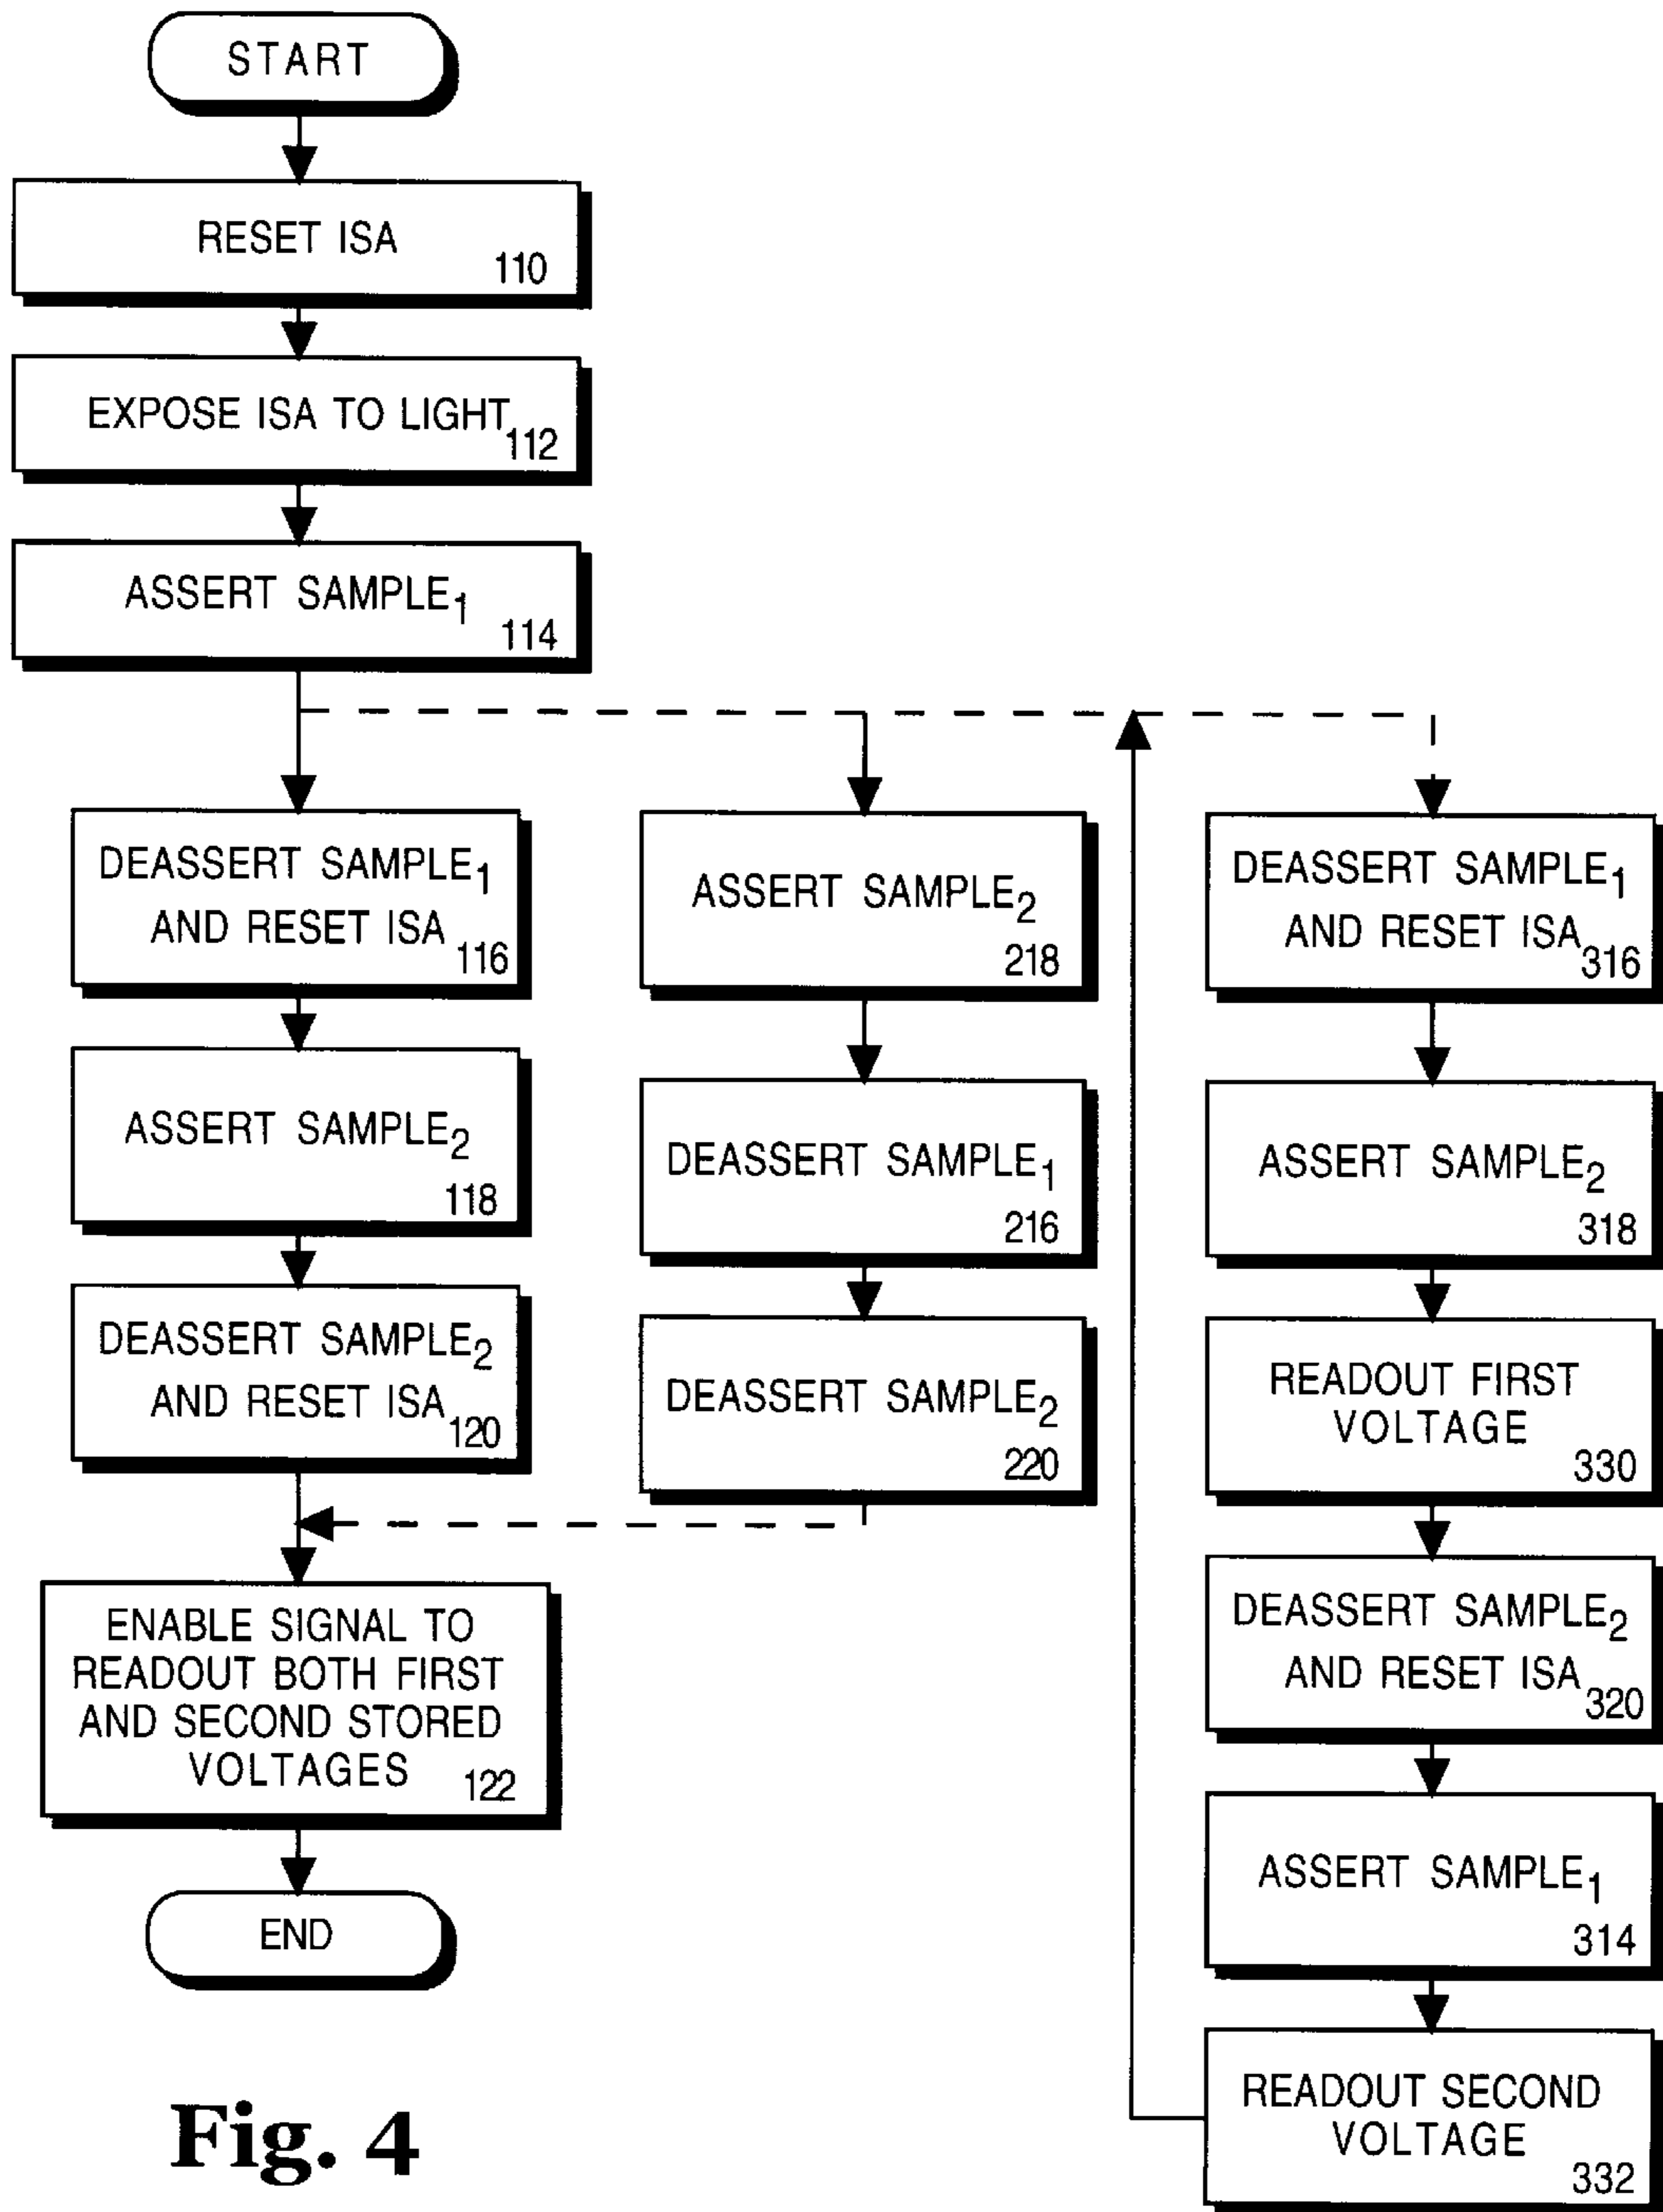 START
RESET ISA
110
EXPOSE ISA TO LIGHT
112
ASSERT SAMPLE₁
114
DEASSERT SAMPLE₁
AND RESET ISA
116
ASSERT SAMPLE₂
118
DEASSERT SAMPLE₂
AND RESET ISA
120
ENABLE SIGNAL TO
READOUT BOTH FIRST
AND SECOND STORED
VOLTAGES
122
END
ASSERT SAMPLE₂
218
DEASSERT SAMPLE₁
216
DEASSERT SAMPLE₂
220
DEASSERT SAMPLE₁
AND RESET ISA
316
ASSERT SAMPLE₂
318
READOUT FIRST
VOLTAGE
330
DEASSERT SAMPLE₂
AND RESET ISA
320
ASSERT SAMPLE₁
314
READOUT SECOND
VOLTAGE
332
Fig. 4